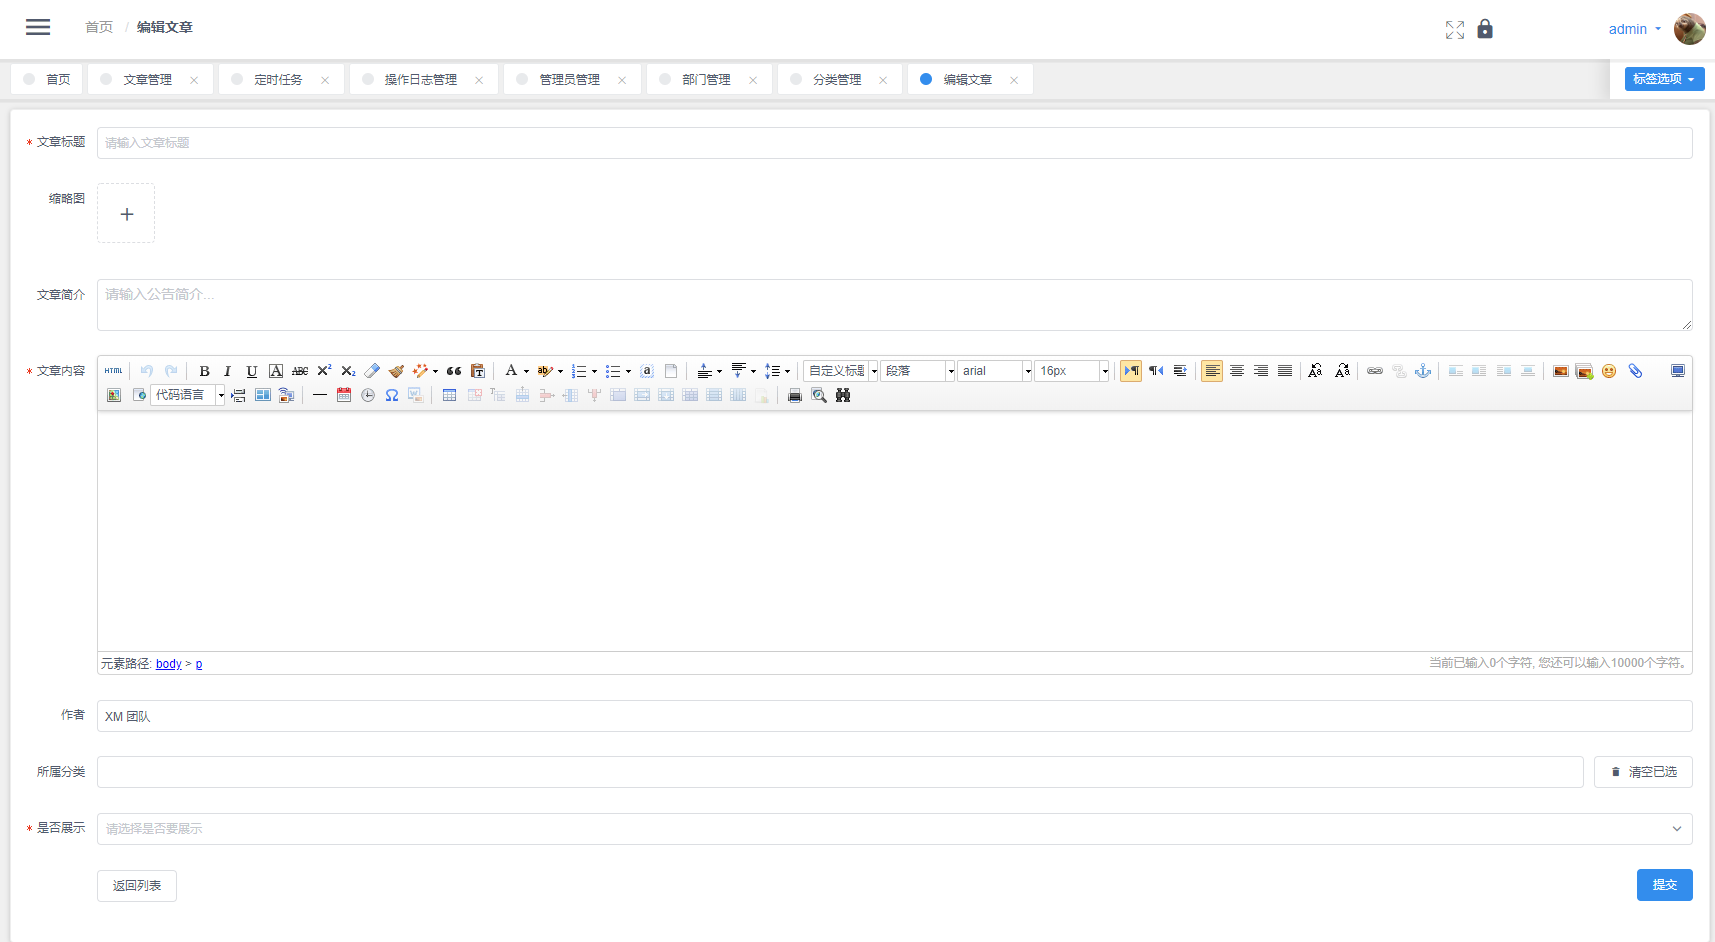 首页 / 编辑文章
admin
首页 文章管理 定时任务 操作日志管理 管理员管理 部门管理 分类管理 编辑文章 标签选项
* 文章标题 请输入文章标题
缩略图
文章简介 请输入公告简介...
* 文章内容 HTML B I U A ABC X² X₂ A ab a 自定义标题 段落 arial 16px
代码语言 Ω
元素路径: body > p 当前已输入0个字符, 您还可以输入10000个字符。
作者 XM 团队
所属分类 清空已选
* 是否展示 请选择是否要展示
返回列表 提交